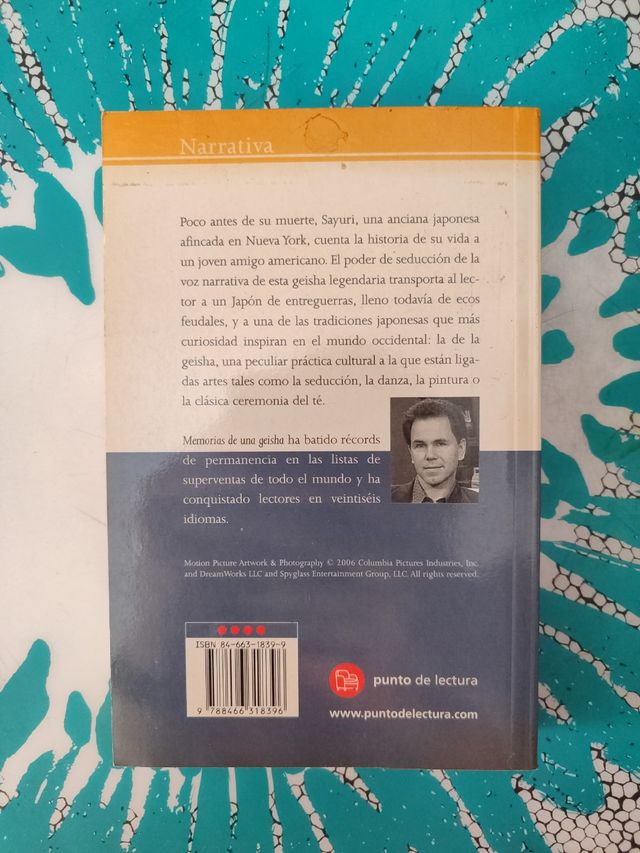 Narrativa
Poco antes de su muerte, Sayuri, una anciana japonesa
afincada en Nueva York, cuenta la historia de su vida a
un joven amigo americano. El poder de seducción de la
voz narrativa de esta geisha legendaria transporta al lec-
tor a un Japón de entreguerras, lleno todavía de ecos
feudales, y a una de las tradiciones japonesas que más
curiosidad inspiran en el mundo occidental: la de la
geisha, una peculiar práctica cultural a la que están liga-
das artes tales como la seducción, la danza, la pintura o
la clásica ceremonia del té.
Memorias de una geisha ha batido récords
de permanencia en las listas de
superventas de todo el mundo y ha
conquistado lectores en veintiséis
idiomas.
Motion Picture Artwork & Photography © 2006 Columbia Pictures Industries, Inc.
and DreamWorks LLC and Spyglass Entertainment Group, LLC. All rights reserved.
ISBN 84-663-1839-9
9 788466 318396
punto de lectura
www.puntodelectura.com